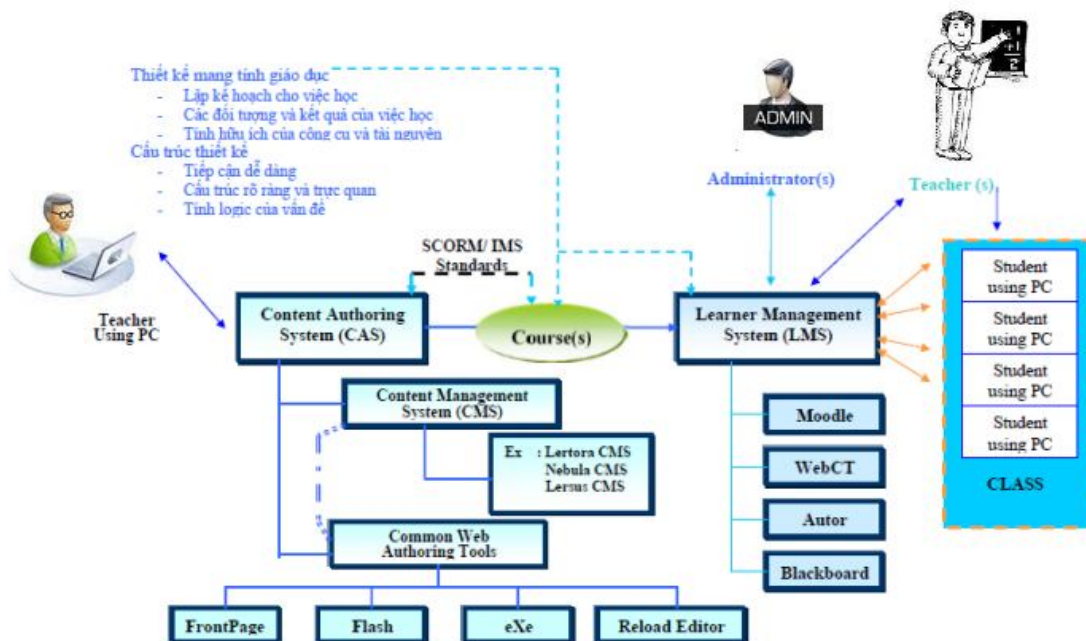 Thiết kế mang tính giáo dục
- Lập kế hoạch cho việc học
- Các đối tượng và kết quả của việc học
- Tính hữu ích của công cụ và tài nguyên
Cấu trúc thiết kế
- Tiếp cận dễ dàng
- Cấu trúc rõ ràng và trực quan
- Tính logic của vấn đề
1
+1
2
ADMIN
Administrator(s)
Teacher (s)
Teacher
Using PC
SCORM/ IMS
Standards
Content Authoring
System (CAS)
Course(s)
Learner Management
System (LMS)
Student
using PC
Student
using PC
Student
using PC
Student
using PC
CLASS
Content Management
System (CMS)
Ex : Lertora CMS
Nebula CMS
Lersus CMS
Common Web
Authoring Tools
FrontPage
Flash
eXe
Reload Editor
Moodle
WebCT
Autor
Blackboard